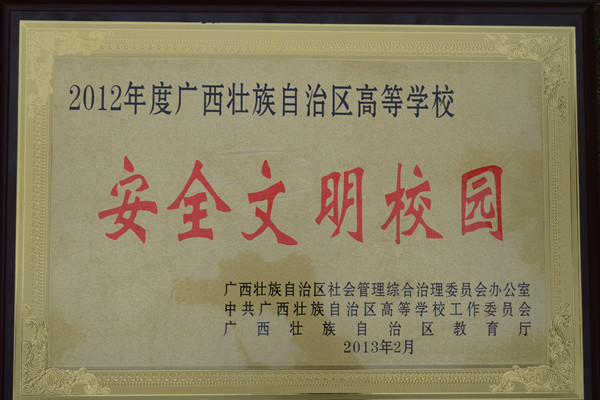 2012年度广西壮族自治区高等学校
安全文明校园
广西壮族自治区社会管理综合治理委员会办公室
中共广西壮族自治区高等学校工作委员会
广西壮族自治区教育厅
2013年2月